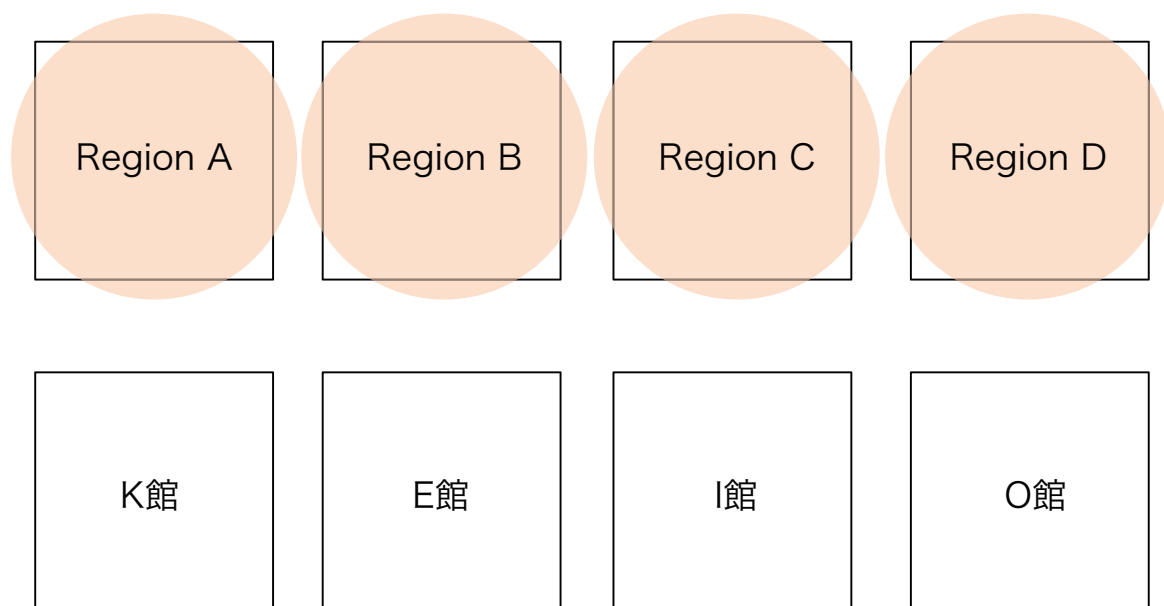 Region A
Region B
Region C
Region D
K館
E館
I館
O館